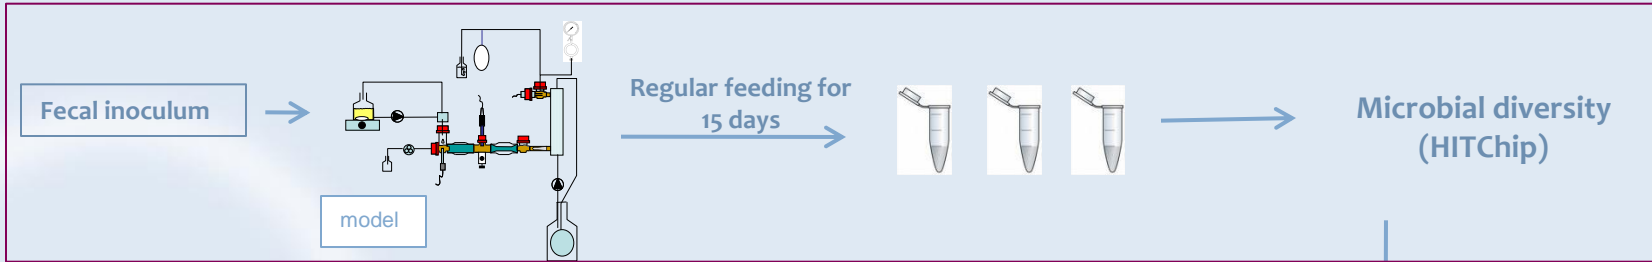 Fecal inoculum
model
Regular feeding for
15 days
Microbial diversity
(HITChip)